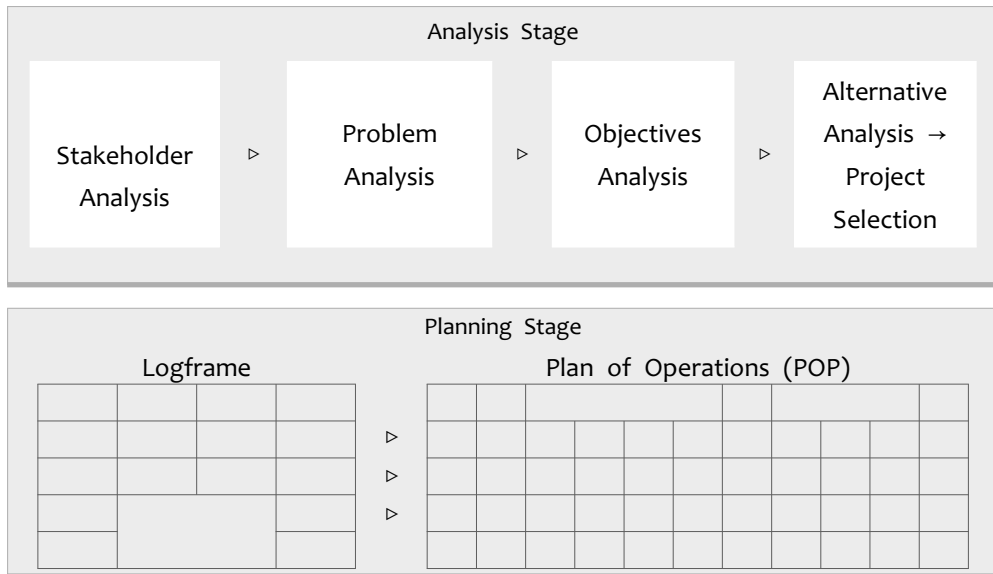 Analysis Stage
Stakeholder
Analysis
Problem
Analysis
Objectives
Analysis
Alternative
Analysis →
Project
Selection
Planning Stage
Logframe
Plan of Operations (POP)